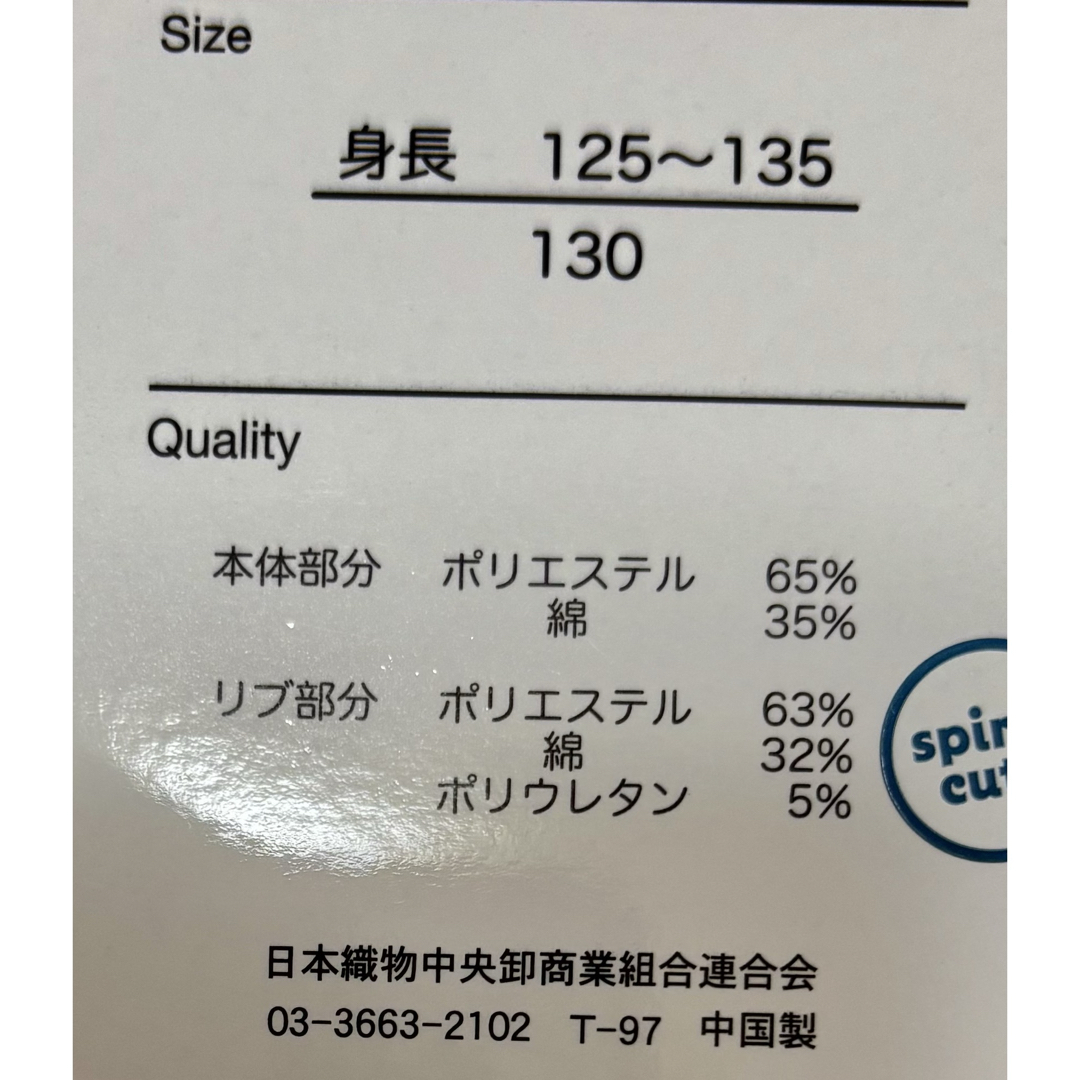 Size
身長 125～135
130
Quality
本体部分 ポリエステル 65%
綿 35%
リブ部分 ポリエステル 63%
綿 32%
ポリウレタン 5%
日本織物中央卸商業組合連合会
03-3663-2102 T-97 中国製